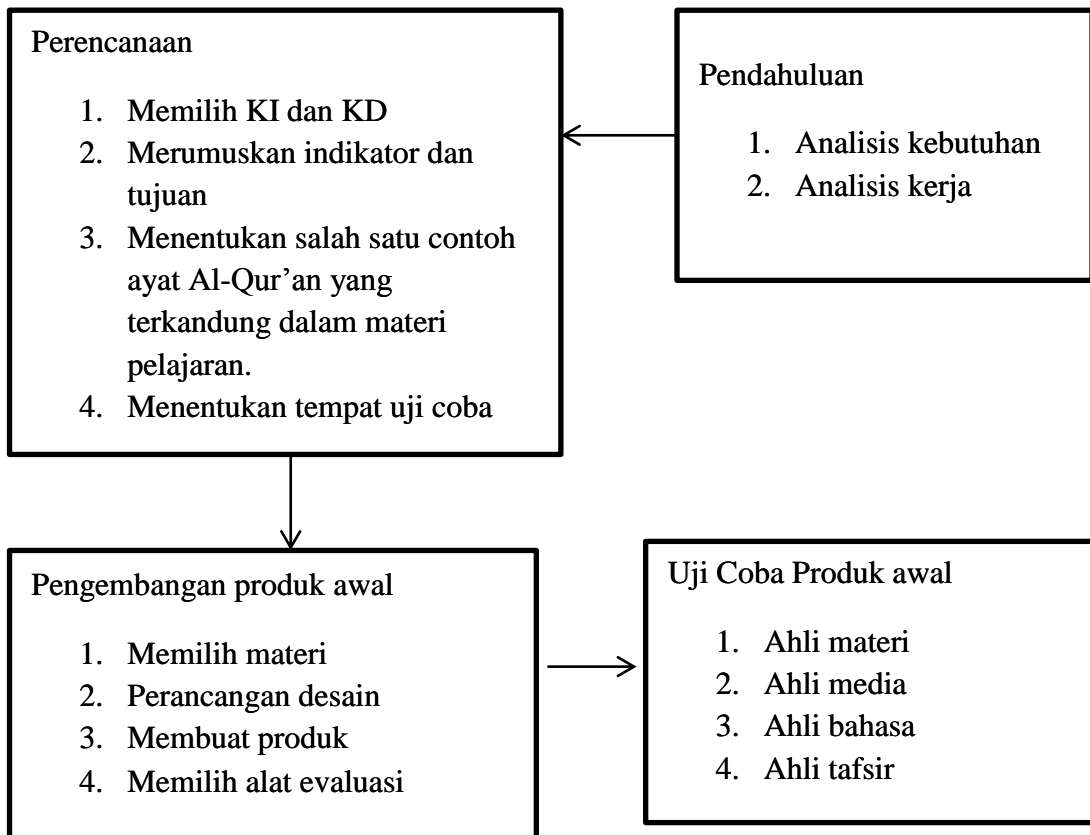 Perencanaan
1. Memilih KI dan KD
2. Merumuskan indikator dan
tujuan
3. Menentukan salah satu contoh
ayat Al-Qur’an yang
terkandung dalam materi
pelajaran.
4. Menentukan tempat uji coba
Pendahuluan
1. Analisis kebutuhan
2. Analisis kerja
Pengembangan produk awal
1. Memilih materi
2. Perancangan desain
3. Membuat produk
4. Memilih alat evaluasi
Uji Coba Produk awal
1. Ahli materi
2. Ahli media
3. Ahli bahasa
4. Ahli tafsir